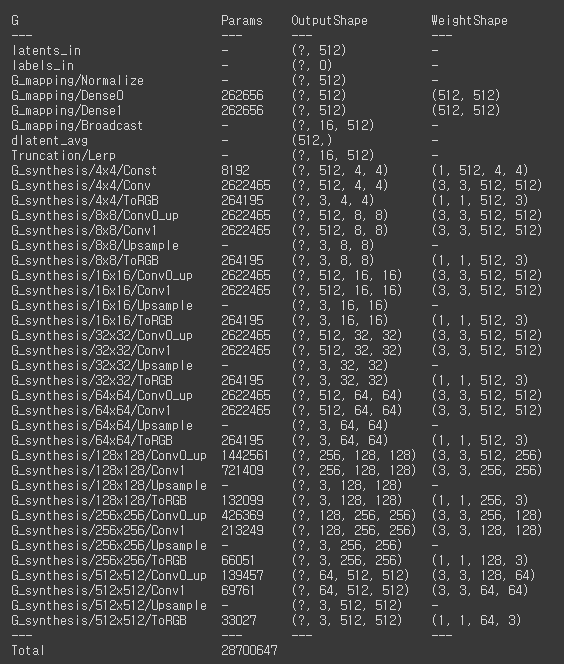 G Params OutputShape WeightShape
--- --- --- ---
latents_in - (?, 512) -
labels_in - (?, 0) -
G_mapping/Normalize - (?, 512) -
G_mapping/Dense0 262656 (?, 512) (512, 512)
G_mapping/Dense1 262656 (?, 512) (512, 512)
G_mapping/Broadcast - (?, 16, 512) -
dlatent_avg - (512,) -
Truncation/Lerp - (?, 16, 512) -
G_synthesis/4x4/Const 8192 (?, 512, 4, 4) (1, 512, 4, 4)
G_synthesis/4x4/Conv 2622465 (?, 512, 4, 4) (3, 3, 512, 512)
G_synthesis/4x4/ToRGB 264195 (?, 3, 4, 4) (1, 1, 512, 3)
G_synthesis/8x8/Conv0_up 2622465 (?, 512, 8, 8) (3, 3, 512, 512)
G_synthesis/8x8/Conv1 2622465 (?, 512, 8, 8) (3, 3, 512, 512)
G_synthesis/8x8/Upsample - (?, 3, 8, 8) -
G_synthesis/8x8/ToRGB 264195 (?, 3, 8, 8) (1, 1, 512, 3)
G_synthesis/16x16/Conv0_up 2622465 (?, 512, 16, 16) (3, 3, 512, 512)
G_synthesis/16x16/Conv1 2622465 (?, 512, 16, 16) (3, 3, 512, 512)
G_synthesis/16x16/Upsample - (?, 3, 16, 16) -
G_synthesis/16x16/ToRGB 264195 (?, 3, 16, 16) (1, 1, 512, 3)
G_synthesis/32x32/Conv0_up 2622465 (?, 512, 32, 32) (3, 3, 512, 512)
G_synthesis/32x32/Conv1 2622465 (?, 512, 32, 32) (3, 3, 512, 512)
G_synthesis/32x32/Upsample - (?, 3, 32, 32) -
G_synthesis/32x32/ToRGB 264195 (?, 3, 32, 32) (1, 1, 512, 3)
G_synthesis/64x64/Conv0_up 2622465 (?, 512, 64, 64) (3, 3, 512, 512)
G_synthesis/64x64/Conv1 2622465 (?, 512, 64, 64) (3, 3, 512, 512)
G_synthesis/64x64/Upsample - (?, 3, 64, 64) -
G_synthesis/64x64/ToRGB 264195 (?, 3, 64, 64) (1, 1, 512, 3)
G_synthesis/128x128/Conv0_up 1442561 (?, 256, 128, 128) (3, 3, 512, 256)
G_synthesis/128x128/Conv1 721409 (?, 256, 128, 128) (3, 3, 256, 256)
G_synthesis/128x128/Upsample - (?, 3, 128, 128) -
G_synthesis/128x128/ToRGB 132099 (?, 3, 128, 128) (1, 1, 256, 3)
G_synthesis/256x256/Conv0_up 426369 (?, 128, 256, 256) (3, 3, 256, 128)
G_synthesis/256x256/Conv1 213249 (?, 128, 256, 256) (3, 3, 128, 128)
G_synthesis/256x256/Upsample - (?, 3, 256, 256) -
G_synthesis/256x256/ToRGB 66051 (?, 3, 256, 256) (1, 1, 128, 3)
G_synthesis/512x512/Conv0_up 139457 (?, 64, 512, 512) (3, 3, 128, 64)
G_synthesis/512x512/Conv1 69761 (?, 64, 512, 512) (3, 3, 64, 64)
G_synthesis/512x512/Upsample - (?, 3, 512, 512) -
G_synthesis/512x512/ToRGB 33027 (?, 3, 512, 512) (1, 1, 64, 3)
--- --- --- ---
Total 28700647